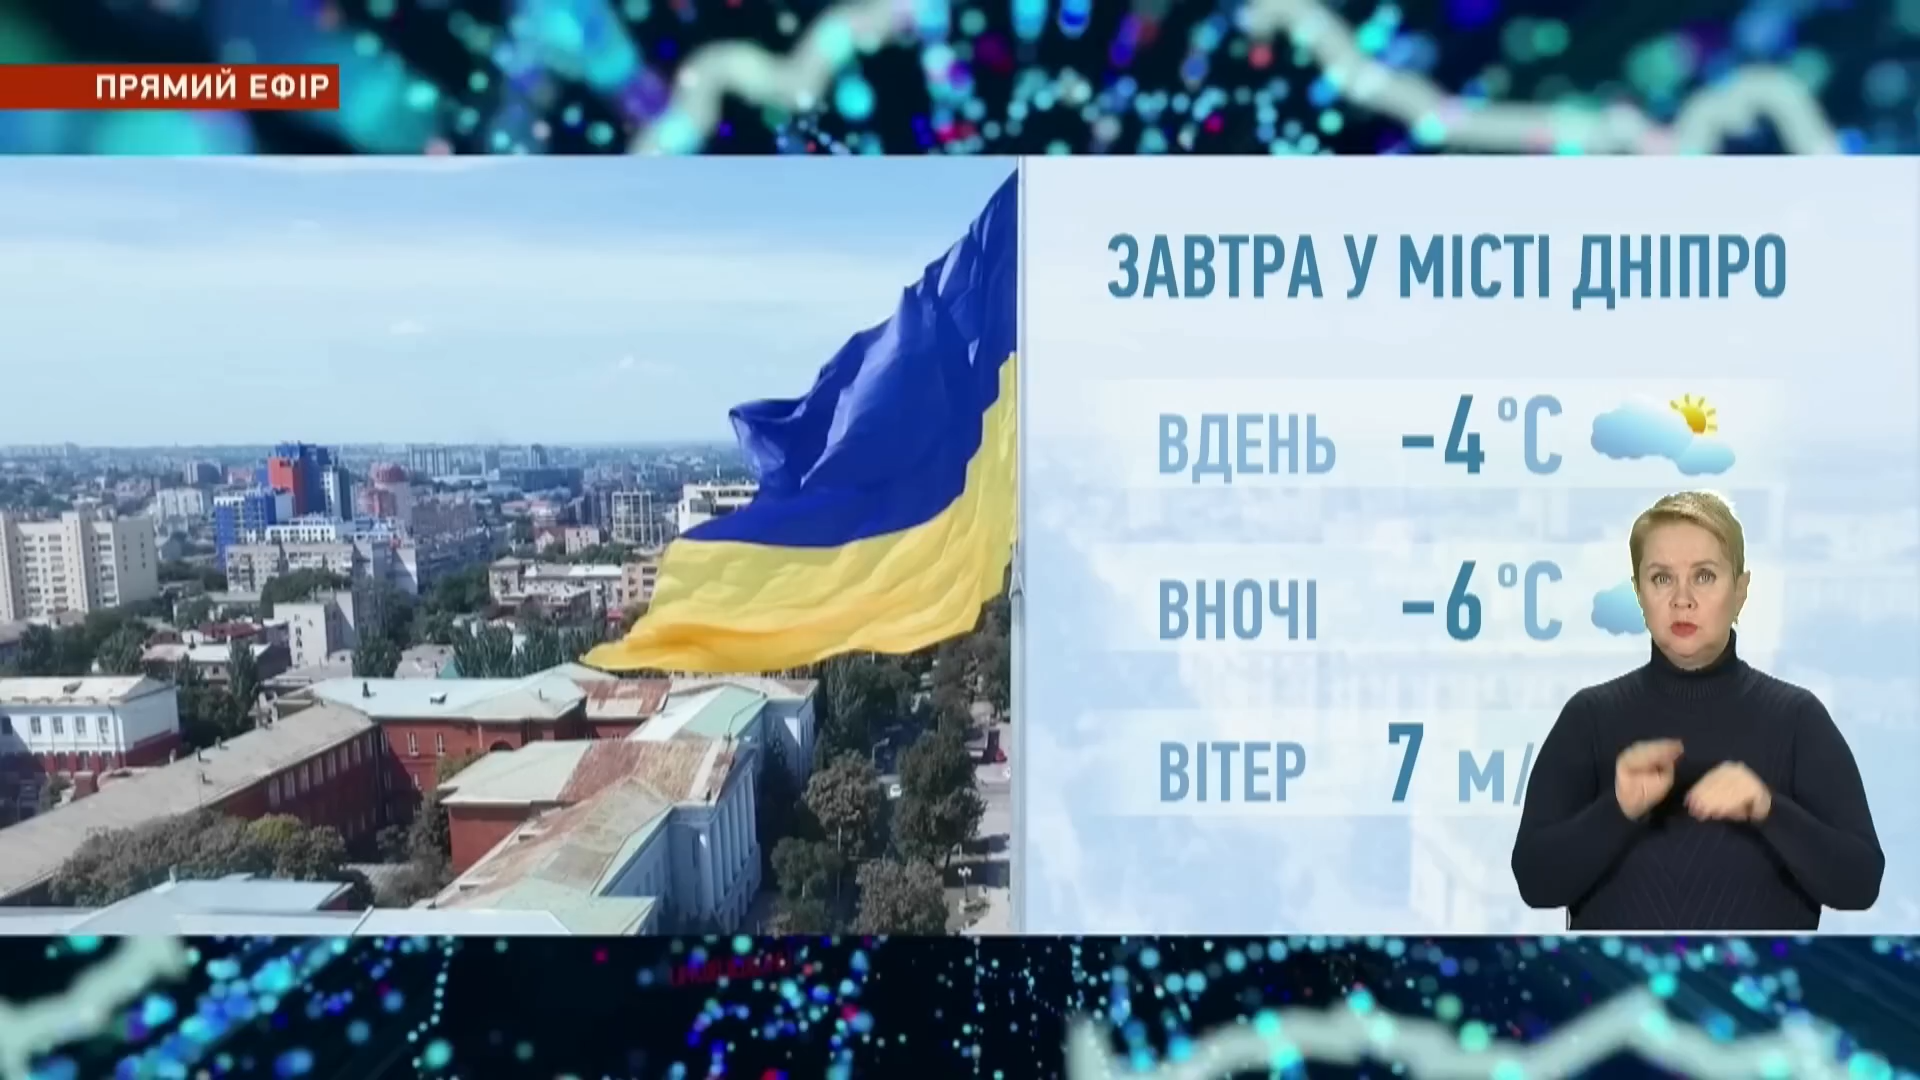 ПРЯМИЙ ЕФІР
ЗАВТРА У МІСТІ ДНІПРО
ВДЕНЬ -4 °C
ВНОЧІ -6 °C
ВІТЕР 7 м/